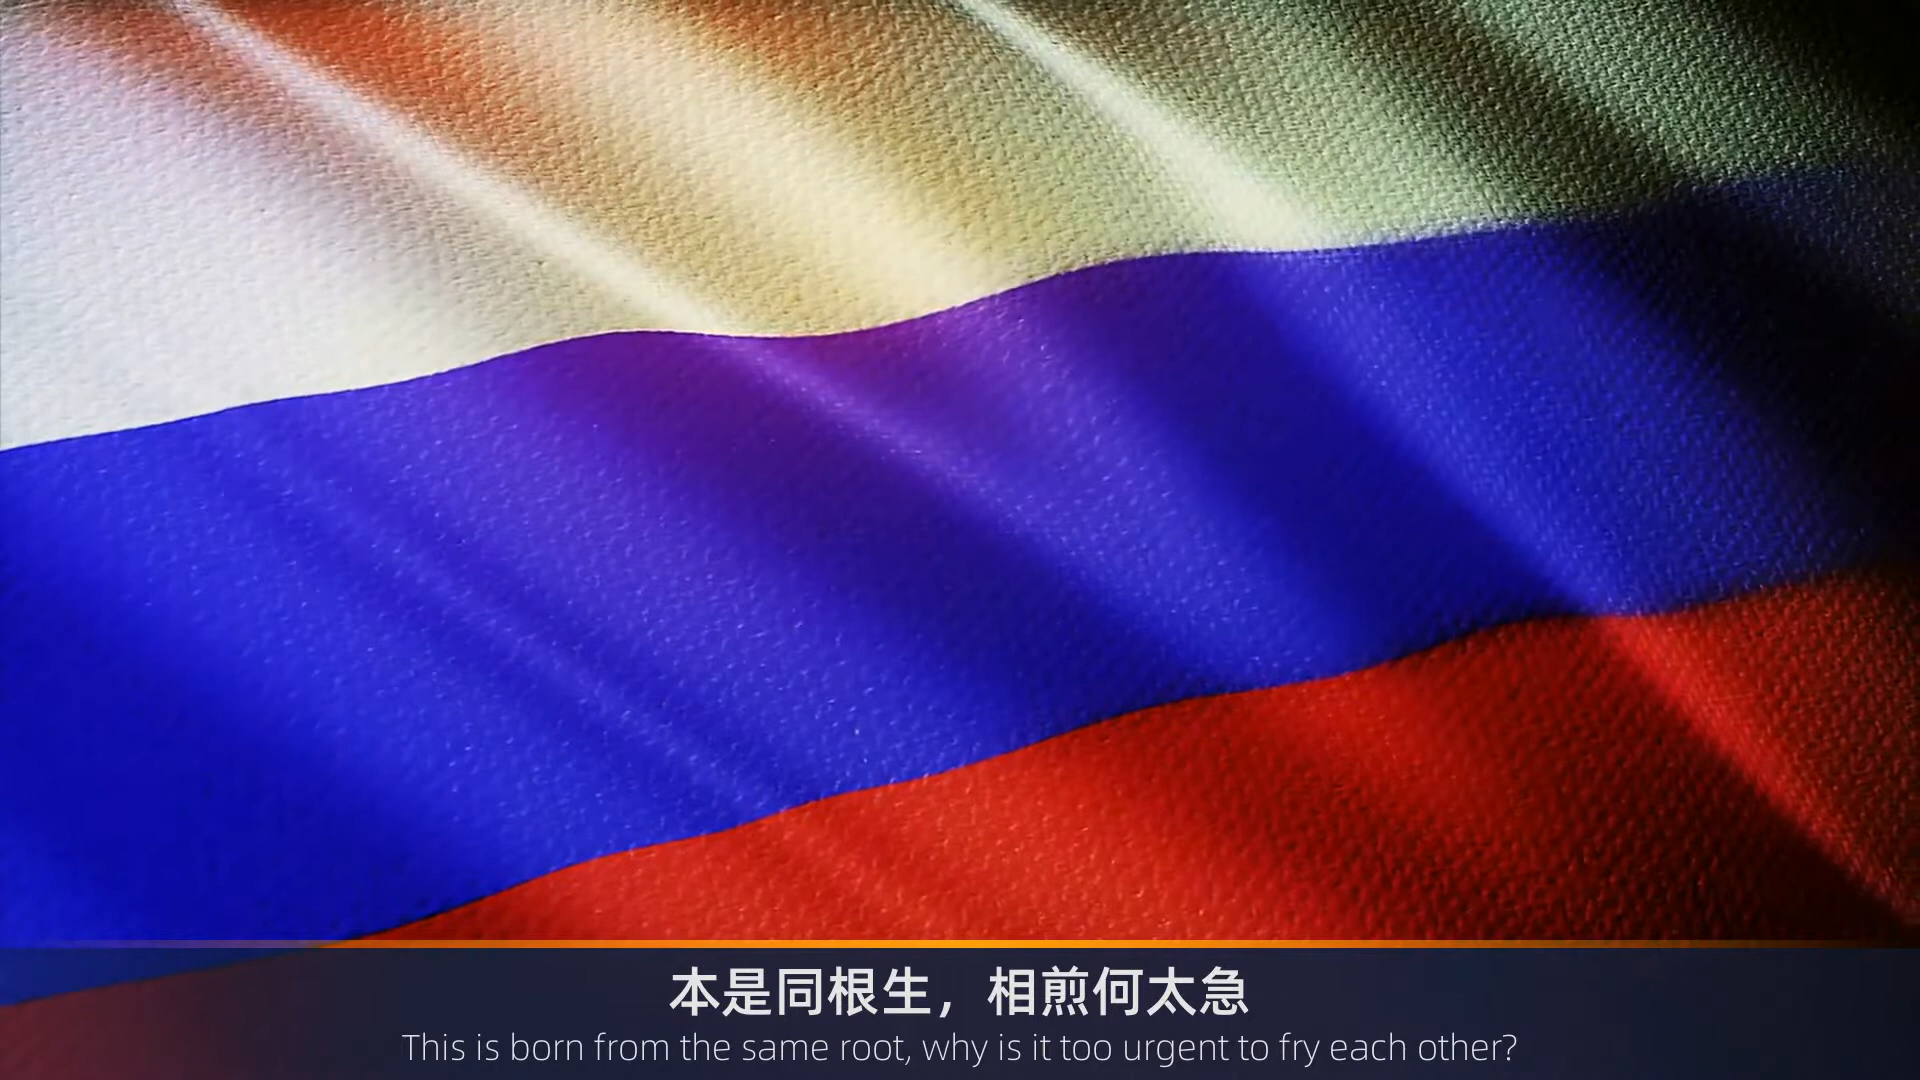 本是同根生，相煎何太急
This is born from the same root, why is it too urgent to fry each other?